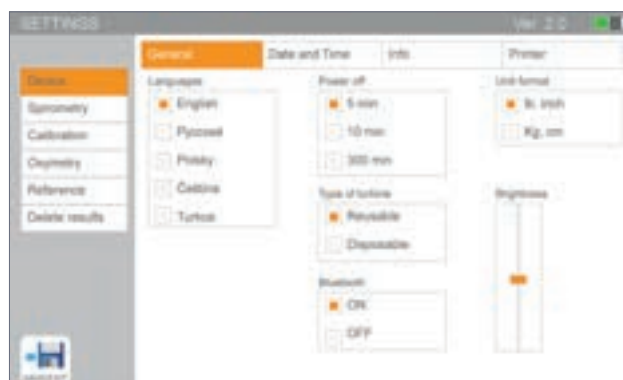 SETTINGS Ver 2.0
General Date and Time Info Printer
Device
Spirometry
Calibration
Oximetry
Reference
Delete results
Languages
English
Русский
Polsky
Čeština
Turkce
Power off
5 min
10 min
300 min
Type of turbine
Reusable
Disposable
Bluetooth
ON
OFF
Unit format
lb, inch
Kg, cm
Brightness